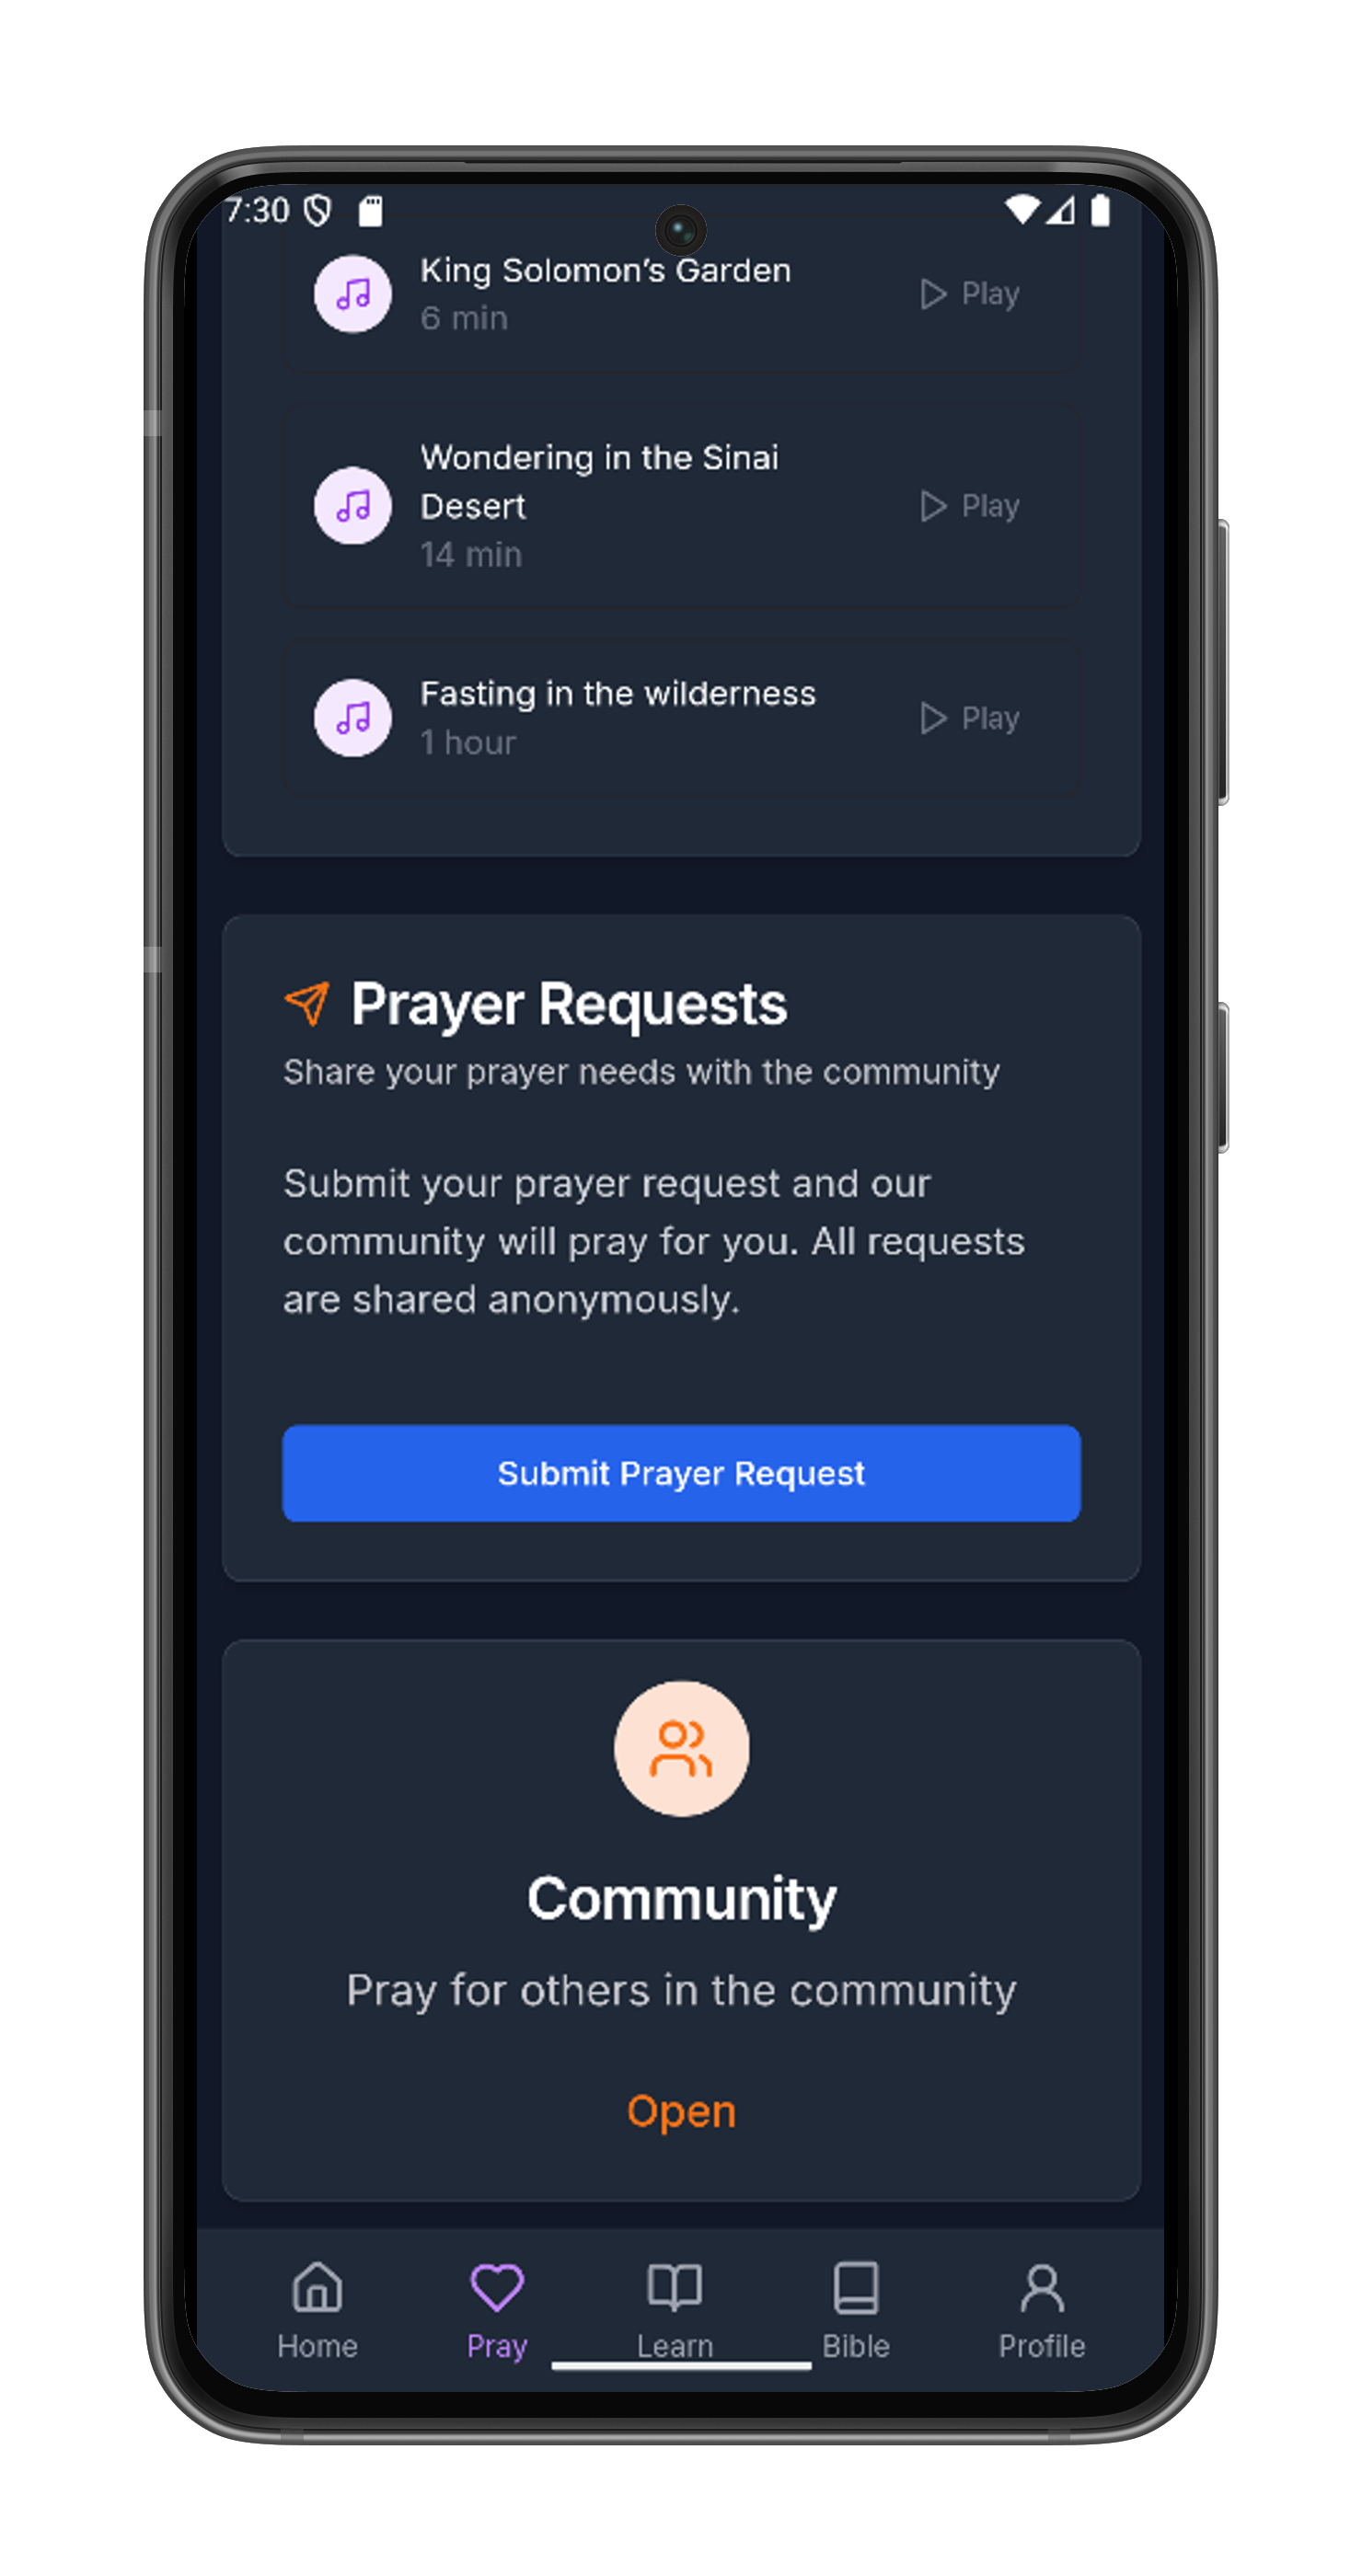 7:30
King Solomon’s Garden
6 min
Play
Wondering in the Sinai
Desert
14 min
Play
Fasting in the wilderness
1 hour
Play
Prayer Requests
Share your prayer needs with the community
Submit your prayer request and our
community will pray for you. All requests
are shared anonymously.
Submit Prayer Request
Community
Pray for others in the community
Open
Home
Pray
Learn
Bible
Profile